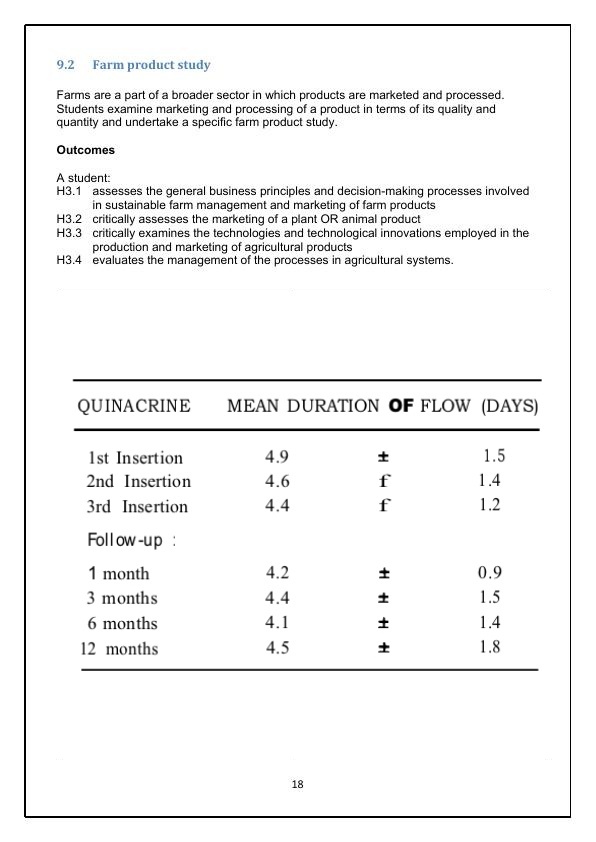 9.2 Farm product study
Farms are a part of a broader sector in which products are marketed and processed.
Students examine marketing and processing of a product in terms of its quality and
quantity and undertake a specific farm product study.
Outcomes
A student:
H3.1 assesses the general business principles and decision-making processes involved
in sustainable farm management and marketing of farm products
H3.2 critically assesses the marketing of a plant OR animal product
H3.3 critically examines the technologies and technological innovations employed in the
production and marketing of agricultural products
H3.4 evaluates the management of the processes in agricultural systems.
QUINACRINE MEAN DURATION OF FLOW (DAYS)
1st Insertion 4.9 ± 1.5
2nd Insertion 4.6 f 1.4
3rd Insertion 4.4 f 1.2
Follow-up :
1 month 4.2 ± 0.9
3 months 4.4 ± 1.5
6 months 4.1 ± 1.4
12 months 4.5 ± 1.8
18